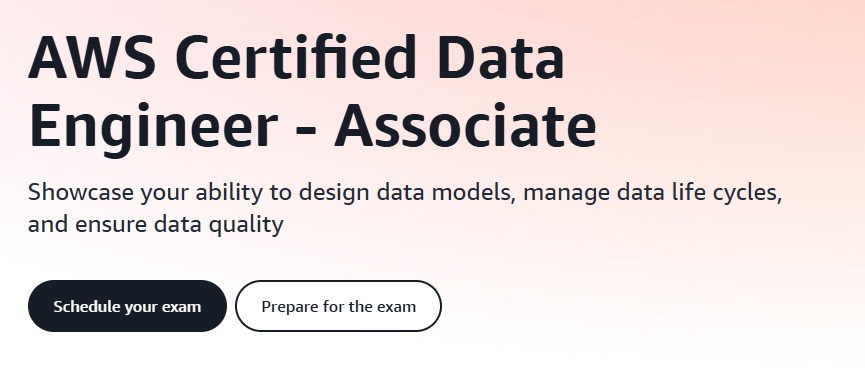 AWS Certified Data
Engineer - Associate
Showcase your ability to design data models, manage data life cycles,
and ensure data quality
Schedule your exam
Prepare for the exam